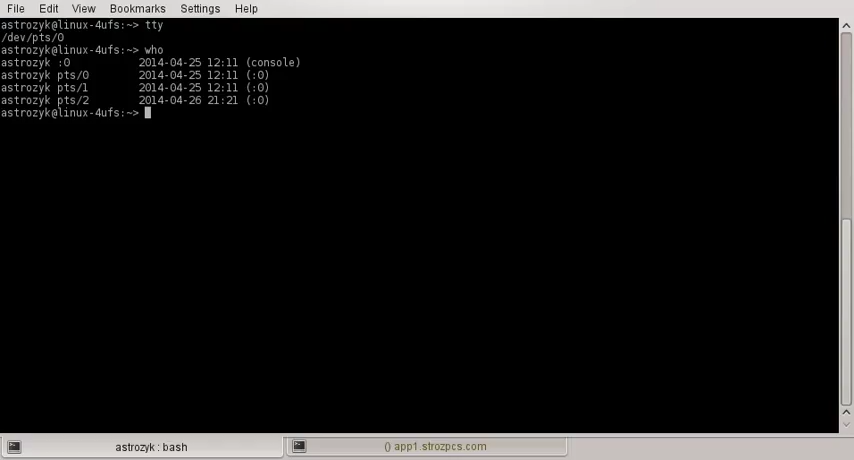 File Edit View Bookmarks Settings Help
astrozyk@linux-4ufs:~> tty
/dev/pts/0
astrozyk@linux-4ufs:~> who
astrozyk :0           2014-04-25 12:11 (console)
astrozyk pts/0        2014-04-25 12:11 (:0)
astrozyk pts/1        2014-04-25 12:11 (:0)
astrozyk pts/2        2014-04-26 21:21 (:0)
astrozyk@linux-4ufs:~>
astrozyk : bash
() app1.strozpcs.com